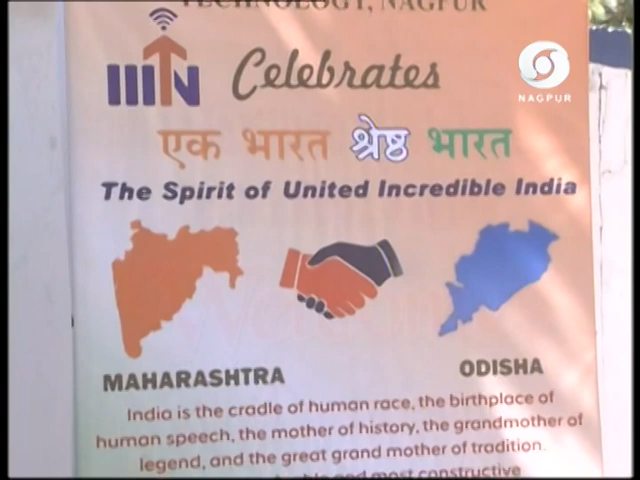 TECHNOLOGY, NAGPUR
IIITN
Celebrates
NAGPUR
एक भारत श्रेष्ठ भारत
The Spirit of United Incredible India
MAHARASHTRA
ODISHA
India is the cradle of human race, the birthplace of
human speech, the mother of history, the grandmother of
legend, and the great grand mother of tradition.
and most constructive